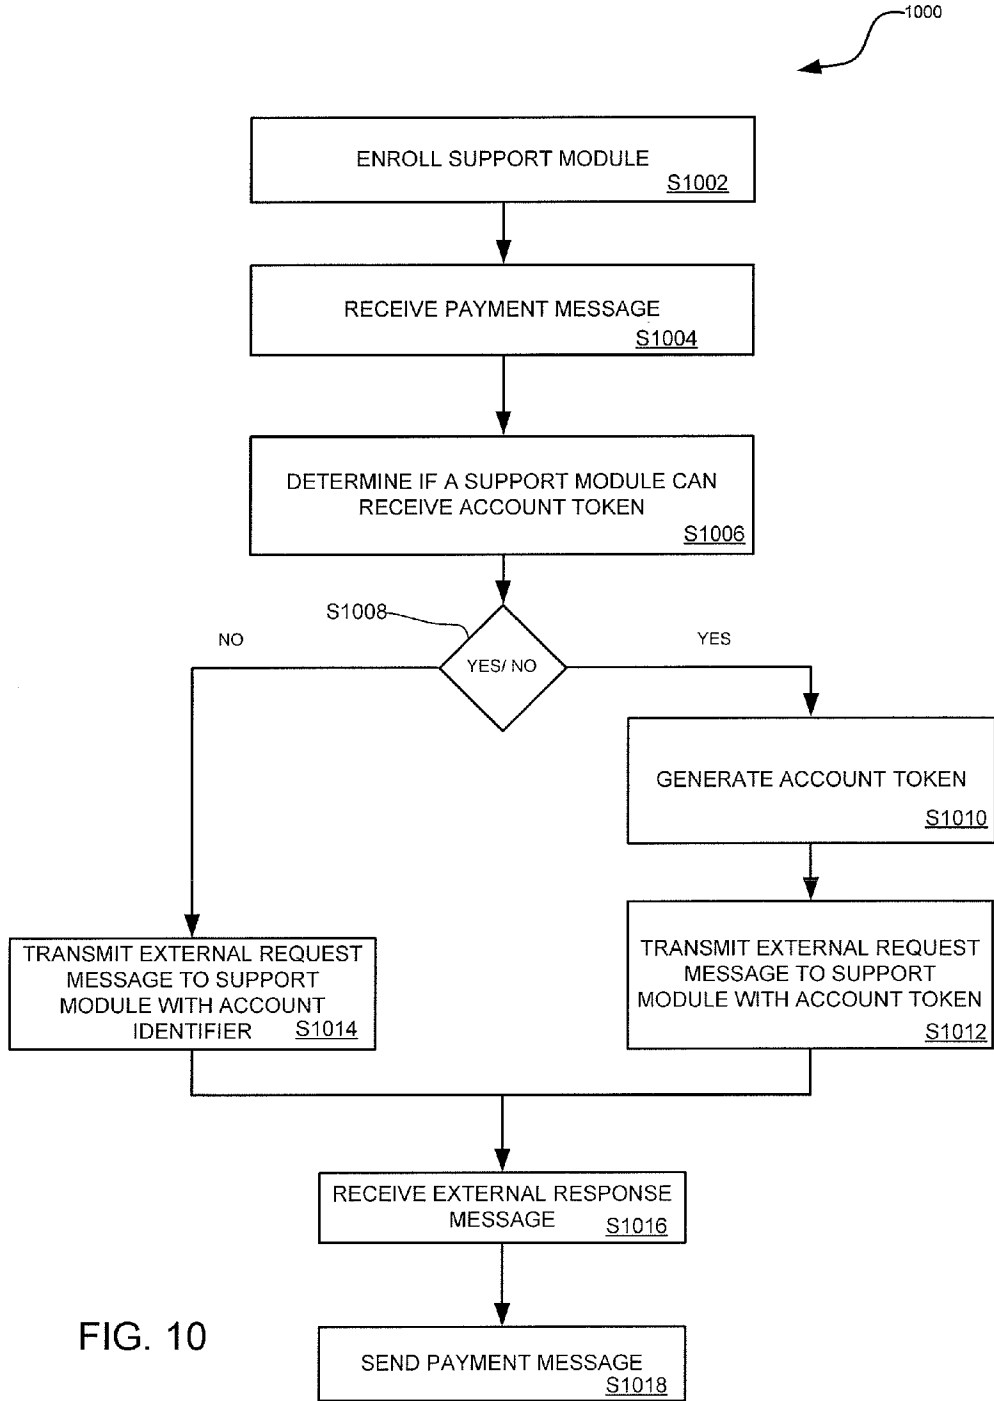 1000
ENROLL SUPPORT MODULE
S1002
RECEIVE PAYMENT MESSAGE
S1004
DETERMINE IF A SUPPORT MODULE CAN
RECEIVE ACCOUNT TOKEN
S1006
S1008
NO
YES/ NO
YES
GENERATE ACCOUNT TOKEN
S1010
TRANSMIT EXTERNAL REQUEST
MESSAGE TO SUPPORT
MODULE WITH ACCOUNT
IDENTIFIER
S1014
TRANSMIT EXTERNAL REQUEST
MESSAGE TO SUPPORT
MODULE WITH ACCOUNT TOKEN
S1012
RECEIVE EXTERNAL RESPONSE
MESSAGE
S1016
FIG. 10
SEND PAYMENT MESSAGE
S1018